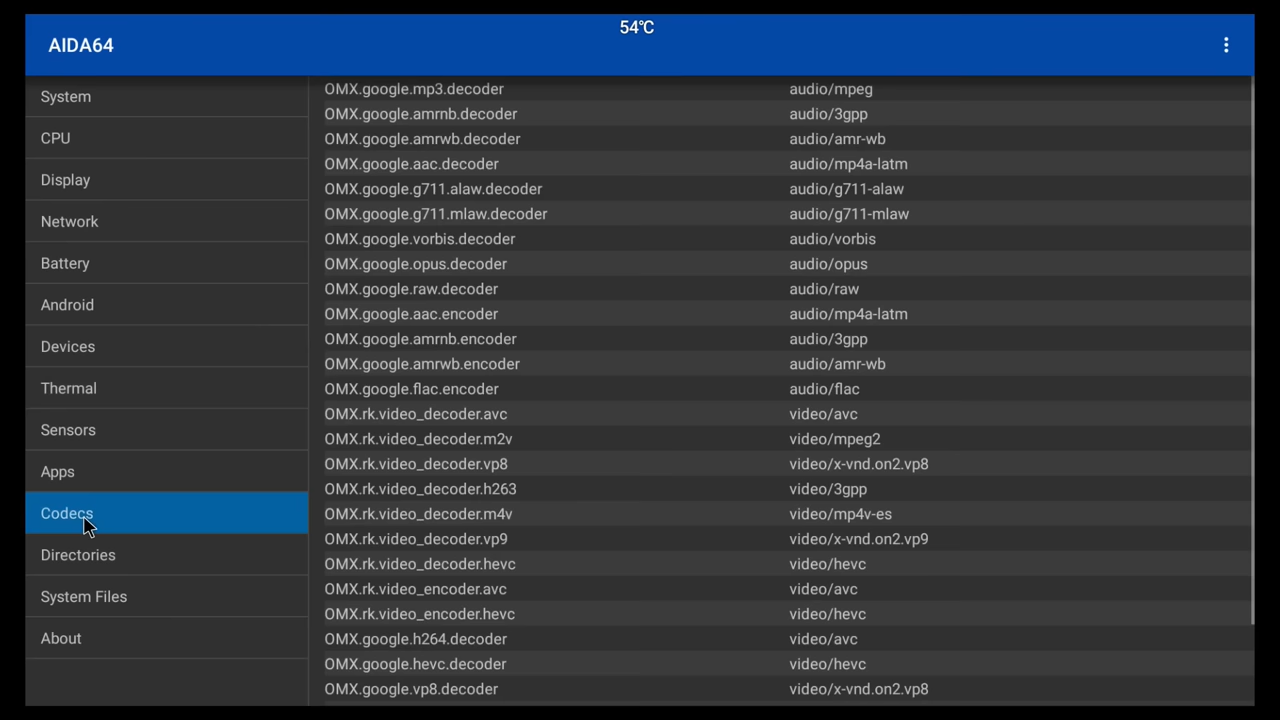 54℃
AIDA64
System
CPU
Display
Network
Battery
Android
Devices
Thermal
Sensors
Apps
Codecs
Directories
System Files
About
OMX.google.mp3.decoder audio/mpeg
OMX.google.amrnb.decoder audio/3gpp
OMX.google.amrwb.decoder audio/amr-wb
OMX.google.aac.decoder audio/mp4a-latm
OMX.google.g711.alaw.decoder audio/g711-alaw
OMX.google.g711.mlaw.decoder audio/g711-mlaw
OMX.google.vorbis.decoder audio/vorbis
OMX.google.opus.decoder audio/opus
OMX.google.raw.decoder audio/raw
OMX.google.aac.encoder audio/mp4a-latm
OMX.google.amrnb.encoder audio/3gpp
OMX.google.amrwb.encoder audio/amr-wb
OMX.google.flac.encoder audio/flac
OMX.rk.video_decoder.avc video/avc
OMX.rk.video_decoder.m2v video/mpeg2
OMX.rk.video_decoder.vp8 video/x-vnd.on2.vp8
OMX.rk.video_decoder.h263 video/3gpp
OMX.rk.video_decoder.m4v video/mp4v-es
OMX.rk.video_decoder.vp9 video/x-vnd.on2.vp9
OMX.rk.video_decoder.hevc video/hevc
OMX.rk.video_encoder.avc video/avc
OMX.rk.video_encoder.hevc video/hevc
OMX.google.h264.decoder video/avc
OMX.google.hevc.decoder video/hevc
OMX.google.vp8.decoder video/x-vnd.on2.vp8